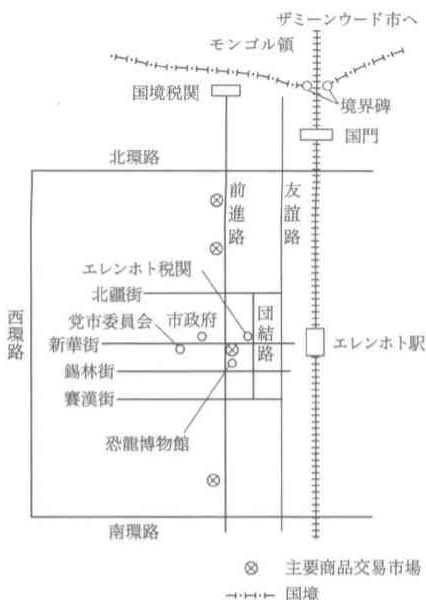 ザミーンウード市へ
モンゴル領
国境税関
境界碑
国門
北環路
前進路
友誼路
エレンホト税関
北疆街
団結路
党市委員会
市政府
新華街
エレンホト駅
西環路
錫林街
賽漢街
恐龍博物館
南環路
主要商品交易市場
国境